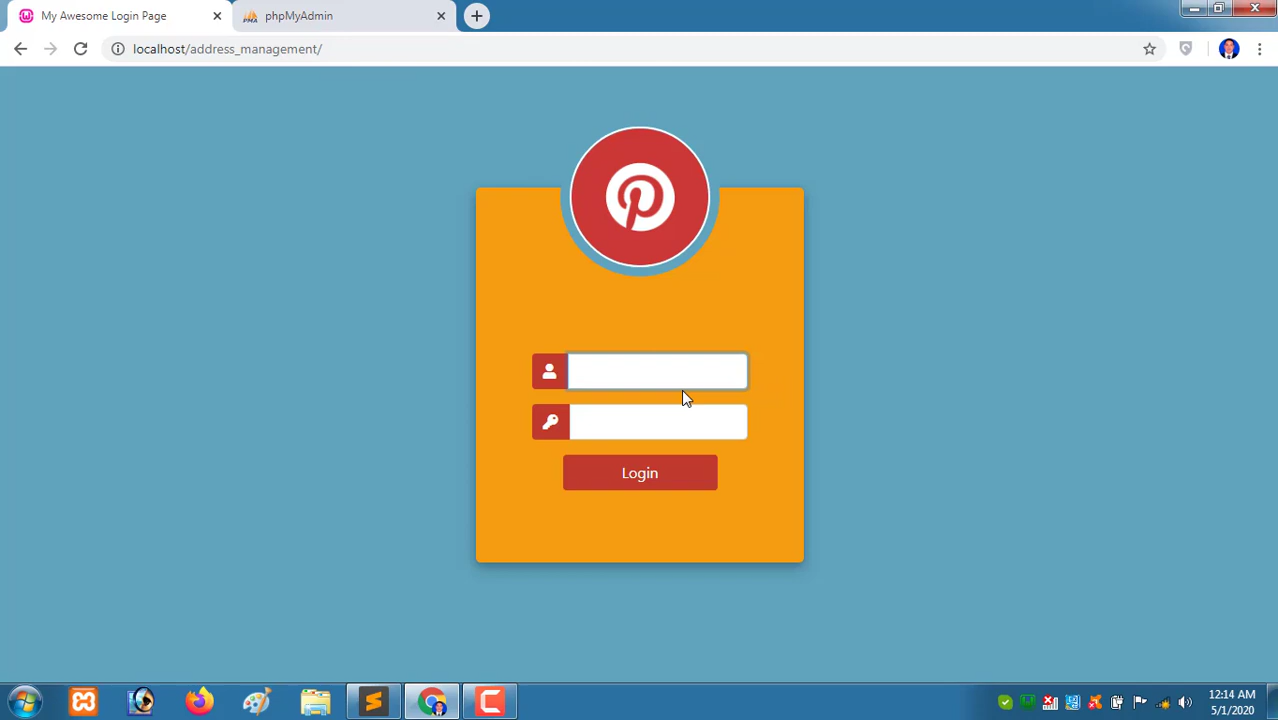 My Awesome Login Page
phpMyAdmin
localhost/address_management/
Login
12:14 AM
5/1/2020